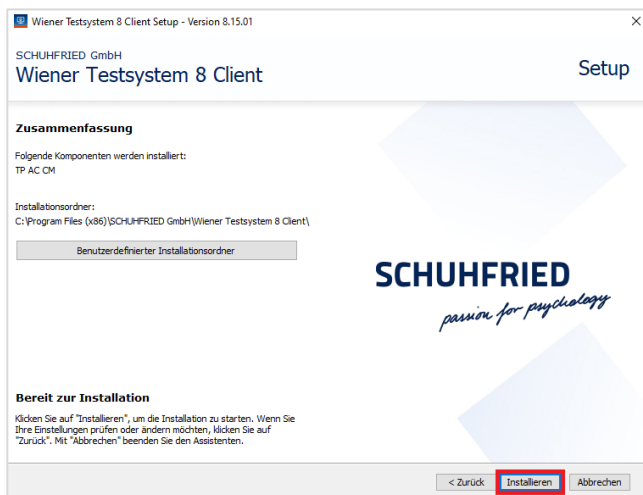 Wiener Testsystem 8 Client Setup - Version 8.15.01
SCHUHFRIED GmbH
Wiener Testsystem 8 Client
Setup
Zusammenfassung
Folgende Komponenten werden installiert:
TP AC CM
Installationsordner:
C:\Program Files (x86)\SCHUHFRIED GmbH\Wiener Testsystem 8 Client\
Benutzerdefinierter Installationsordner
SCHUHFRIED
passion for psychology
Bereit zur Installation
Klicken Sie auf "Installieren", um die Installation zu starten. Wenn Sie
Ihre Einstellungen prüfen oder ändern möchten, klicken Sie auf
"Zurück". Mit "Abbrechen" beenden Sie den Assistenten.
< Zurück
Installieren
Abbrechen